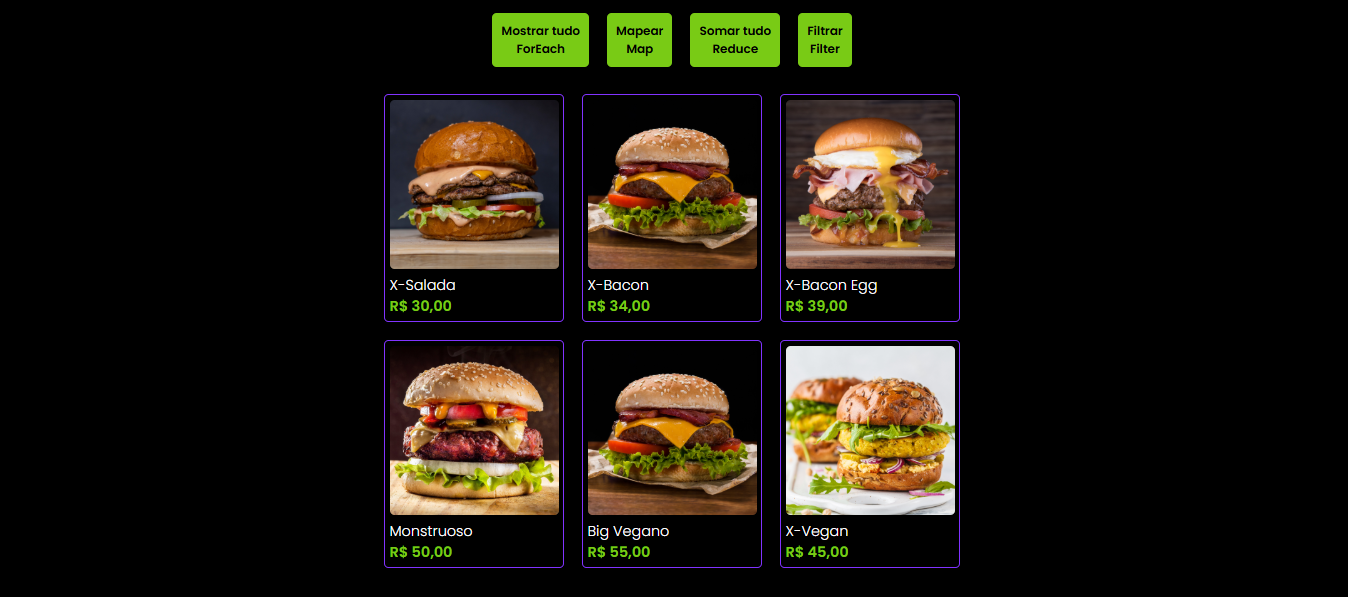 Mostrar tudo
ForEach
Mapear
Map
Somar tudo
Reduce
Filtrar
Filter
X-Salada
R$ 30,00
X-Bacon
R$ 34,00
X-Bacon Egg
R$ 39,00
Monstruoso
R$ 50,00
Big Vegano
R$ 55,00
X-Vegan
R$ 45,00